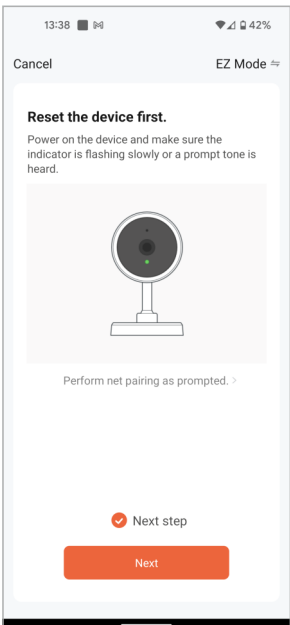 13:38 42%
Cancel EZ Mode
Reset the device first.
Power on the device and make sure the
indicator is flashing slowly or a prompt tone is
heard.
Perform net pairing as prompted. >
Next step
Next